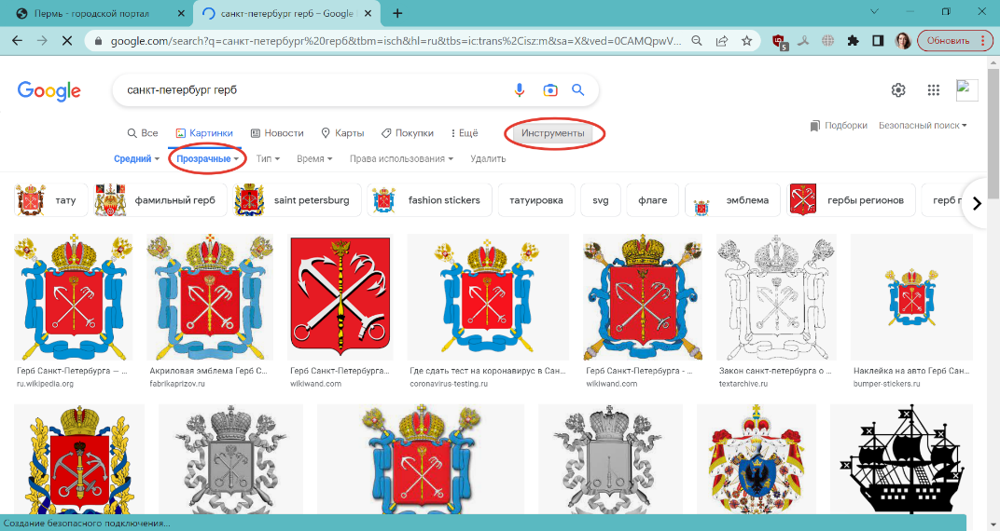 Пермь - городской портал
санкт-петербург герб – Google
google.com/search?q=санкт-петербург%20герб&tbm=isch&hl=ru&tbs=ic:trans%2Cisz:m&sa=X&ved=0CAMQpwV...
5
Обновить
Google
санкт-петербург герб
Все
Картинки
Новости
Карты
Покупки
Ещё
Инструменты
Подборки
Безопасный поиск
Средний
Прозрачные
Тип
Время
Права использования
Удалить
тату
фамильный герб
saint petersburg
fashion stickers
татуировка
svg
флаге
эмблема
гербы регионов
герб
Герб Санкт-Петербурга — ...
ru.wikipedia.org
Акриловая эмблема Герб С...
fabrikaprizov.ru
Герб Санкт-Петербурга...
wikiwand.com
Где сдать тест на коронавирус в Сан...
coronavirus-testing.ru
Герб Санкт-Петербурга - ...
wikiwand.com
Закон санкт-петербурга о ...
textarchive.ru
Наклейка на авто Герб Сан...
bumper-stickers.ru
Создание безопасного подключения...